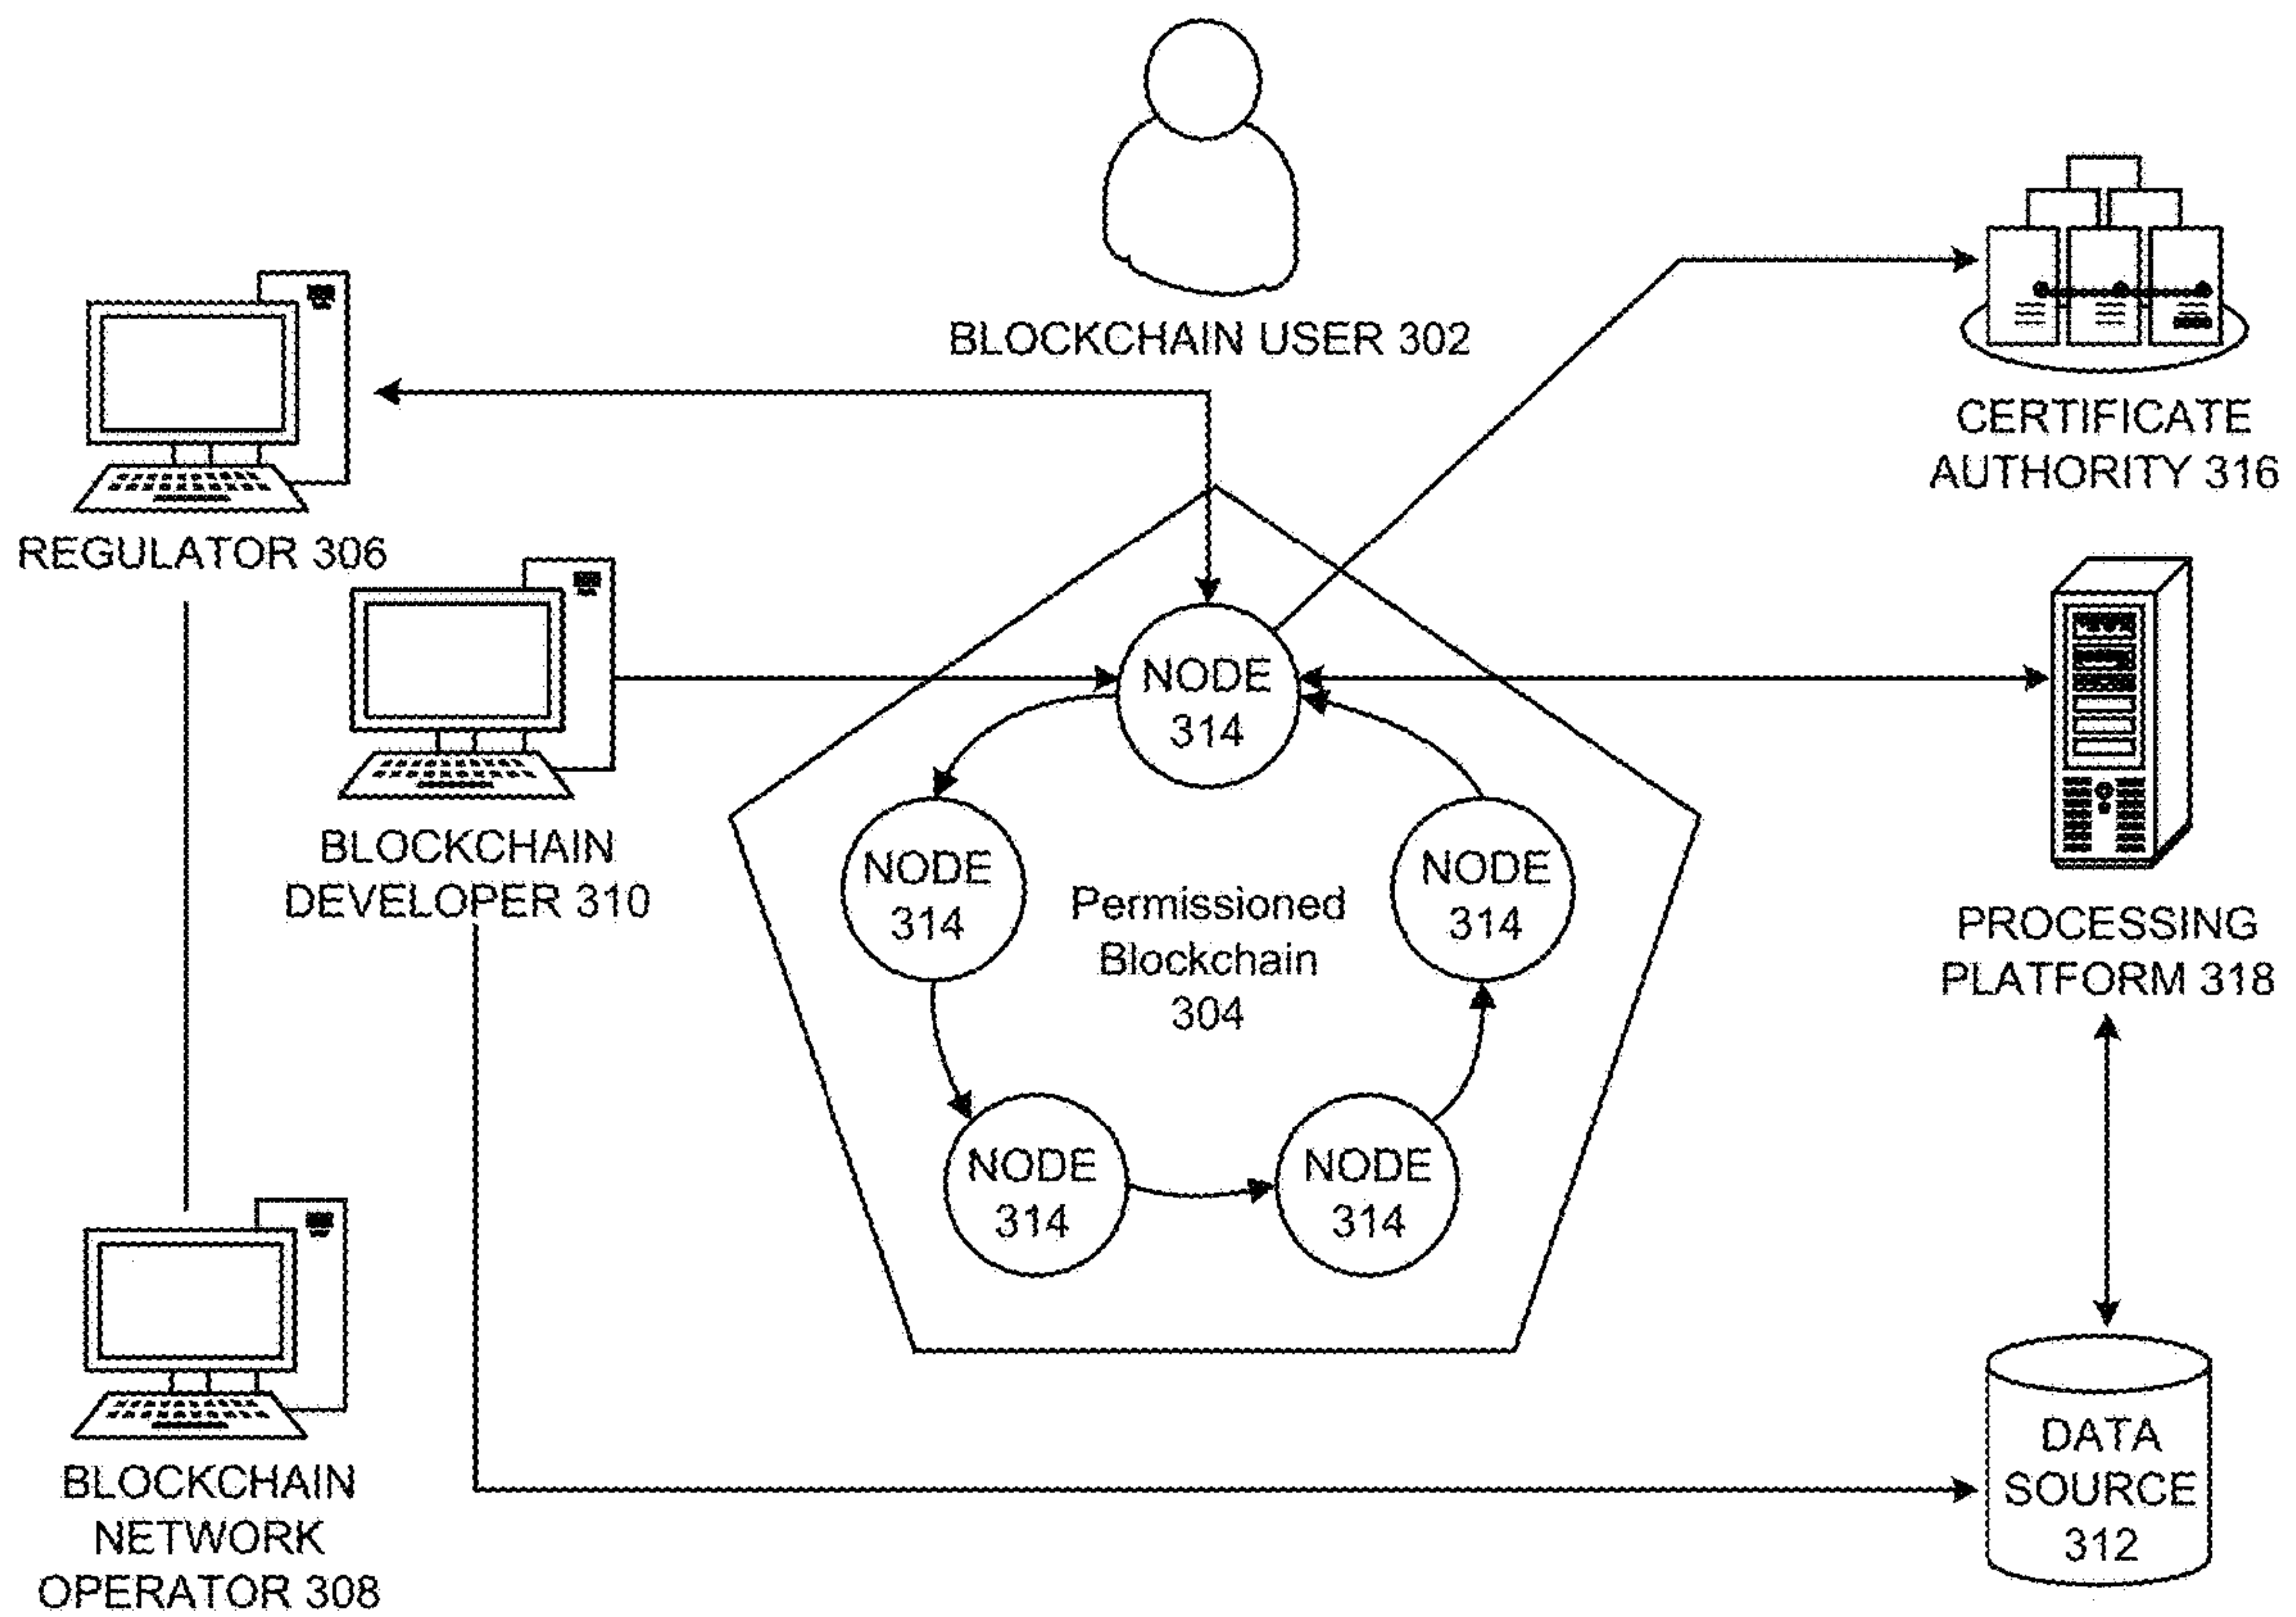 BLOCKCHAIN USER 302
CERTIFICATE
AUTHORITY 316
REGULATOR 306
BLOCKCHAIN
DEVELOPER 310
NODE
314
NODE
314
Permissioned
Blockchain
304
NODE
314
PROCESSING
PLATFORM 318
NODE
314
NODE
314
BLOCKCHAIN
NETWORK
OPERATOR 308
DATA
SOURCE
312